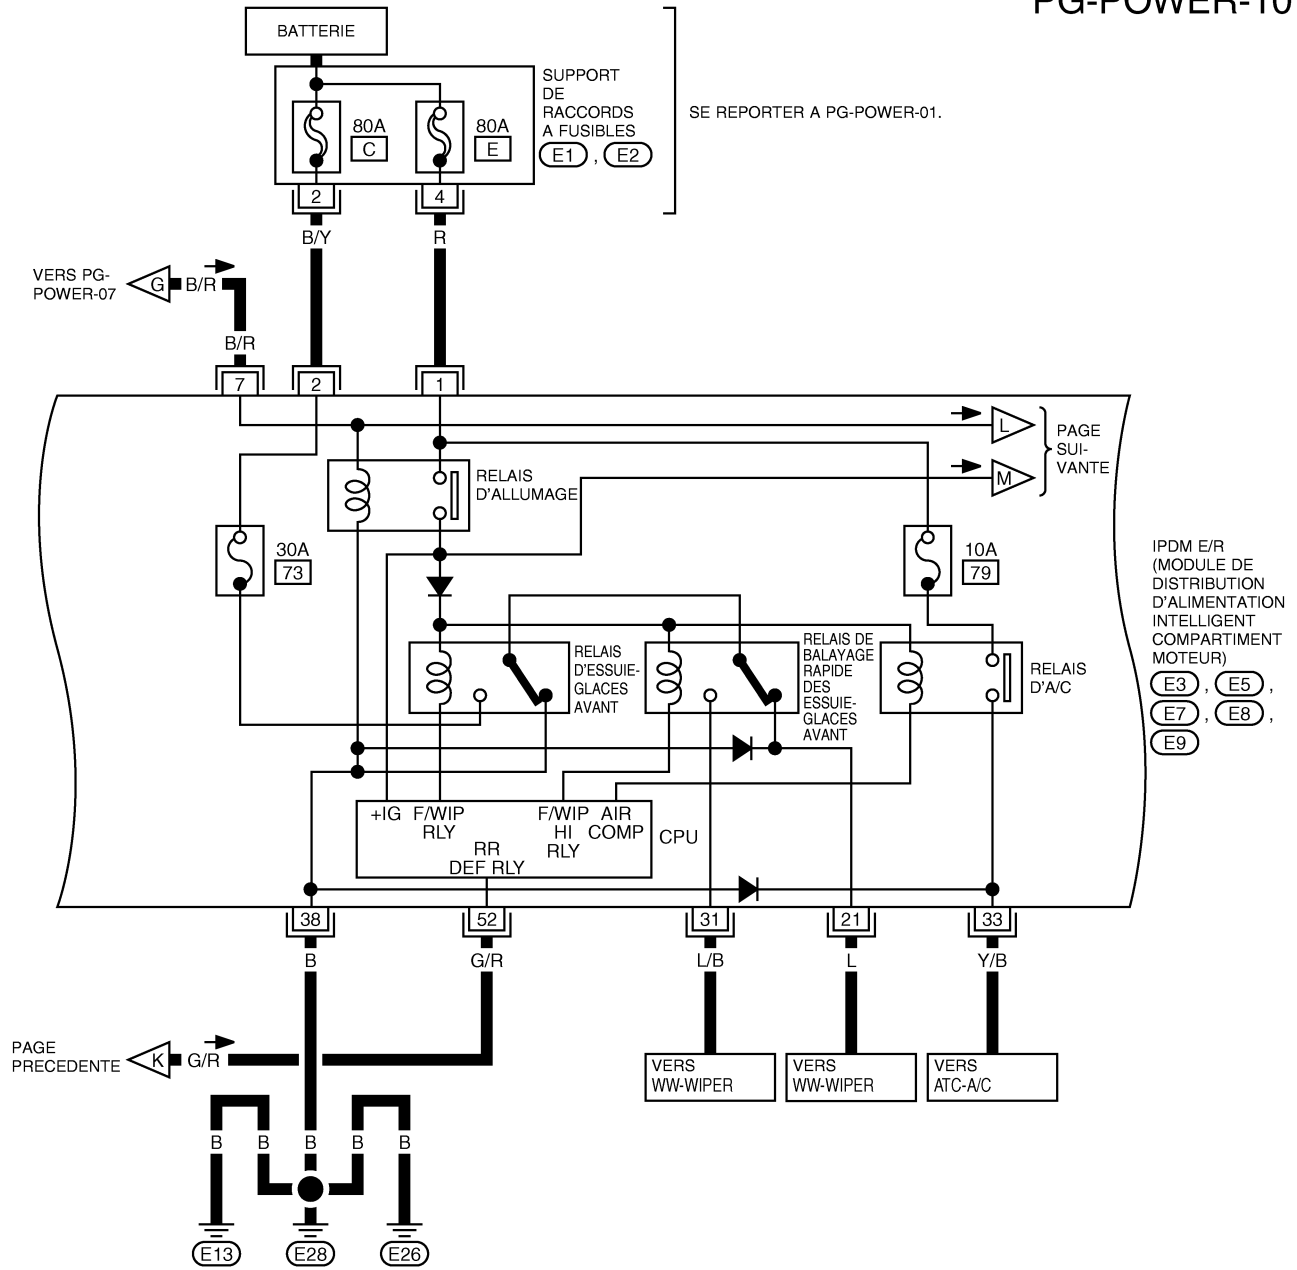 PG-POWER-10
BATTERIE
SUPPORT
DE
RACCORDS
A FUSIBLES
E1 , E2
80A
C
80A
E
SE REPORTER A PG-POWER-01.
2
4
B/Y
R
VERS PG-
POWER-07
G
B/R
B/R
7
2
1
L
M
PAGE
SUI-
VANTE
RELAIS
D'ALLUMAGE
30A
73
10A
79
IPDM E/R
(MODULE DE
DISTRIBUTION
D'ALIMENTATION
INTELLIGENT
COMPARTIMENT
MOTEUR)
E3 , E5 ,
E7 , E8 ,
E9
RELAIS
D'ESSUIE-
GLACES
AVANT
RELAIS DE
BALAYAGE
RAPIDE
DES
ESSUIE-
GLACES
AVANT
RELAIS
D'A/C
+IG
F/WIP
RLY
F/WIP
HI
RLY
AIR
COMP
RR
DEF RLY
CPU
38
52
31
21
33
B
G/R
L/B
L
Y/B
PAGE
PRECEDENTE
K
G/R
VERS
WW-WIPER
VERS
WW-WIPER
VERS
ATC-A/C
B
B
B
B
B
E13
E28
E26